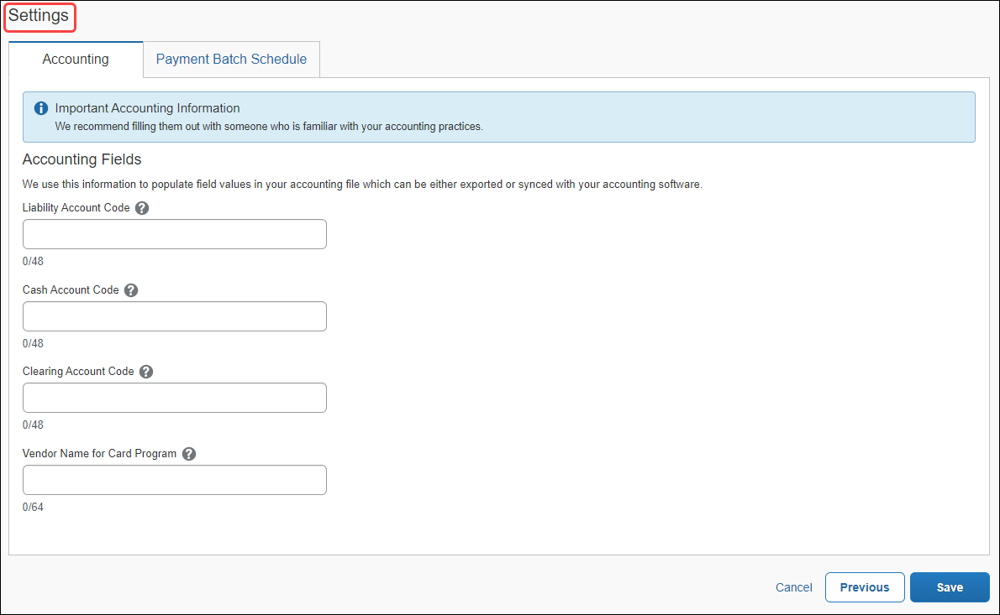 Settings
Accounting
Payment Batch Schedule
Important Accounting Information
We recommend filling them out with someone who is familiar with your accounting practices.
Accounting Fields
We use this information to populate field values in your accounting file which can be either exported or synced with your accounting software.
Liability Account Code
0/48
Cash Account Code
0/48
Clearing Account Code
0/48
Vendor Name for Card Program
0/64
Cancel
Previous
Save